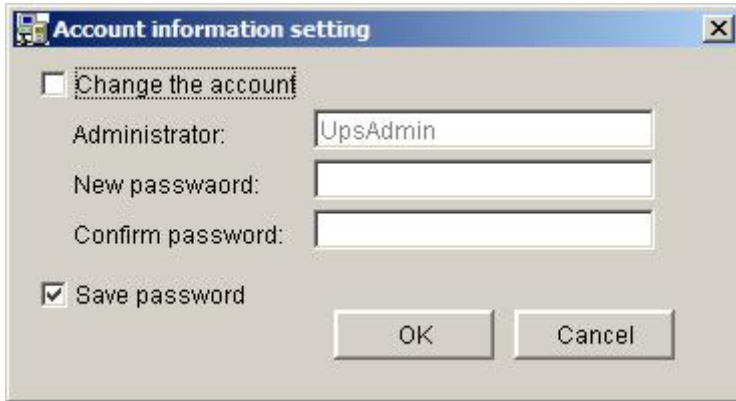 Account information setting
Change the account
Administrator: UpsAdmin
New passwaord:
Confirm password:
Save password
OK Cancel